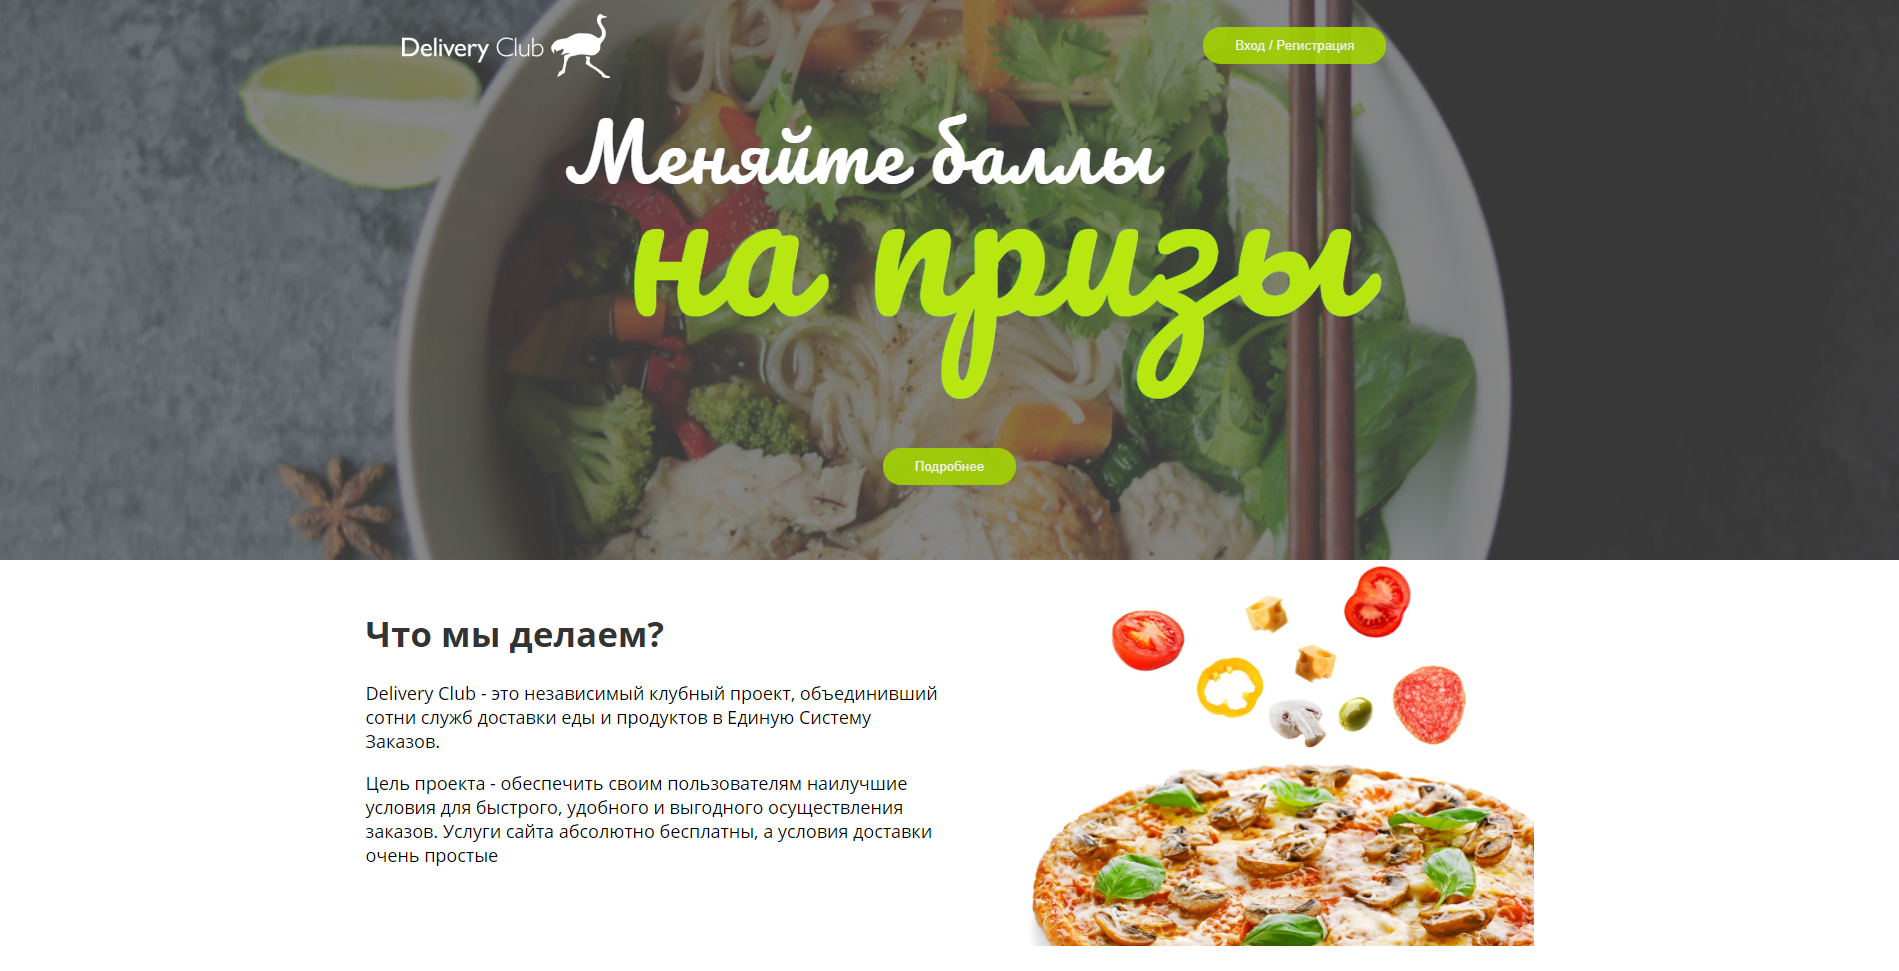 Delivery Club
Вход / Регистрация
Меняйте баллы
на призы
Подробнее
Что мы делаем?
Delivery Club - это независимый клубный проект, объединивший
сотни служб доставки еды и продуктов в Единую Систему
Заказов.
Цель проекта - обеспечить своим пользователям наилучшие
условия для быстрого, удобного и выгодного осуществления
заказов. Услуги сайта абсолютно бесплатны, а условия доставки
очень простые